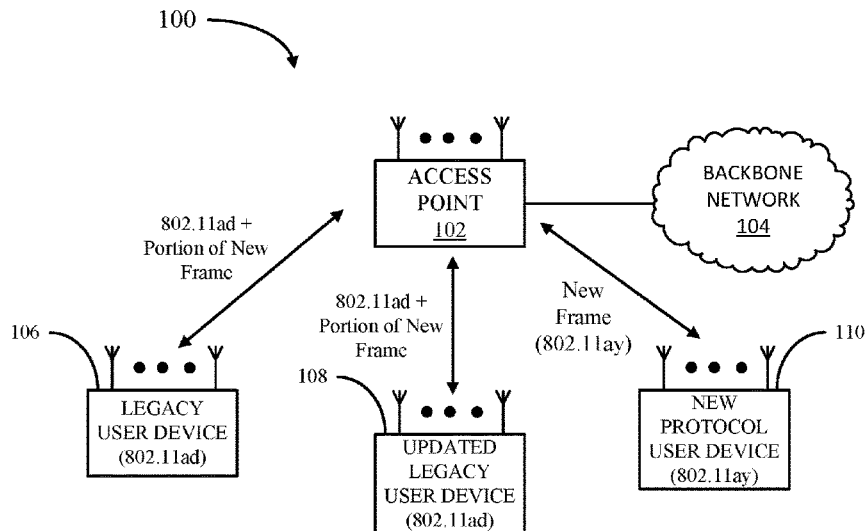 100
ACCESS
POINT
102
BACKBONE
NETWORK
104
802.11ad +
Portion of New
Frame
802.11ad +
Portion of New
Frame
New
Frame
(802.11ay)
106
LEGACY
USER DEVICE
(802.11ad)
108
UPDATED
LEGACY
USER DEVICE
(802.11ad)
110
NEW
PROTOCOL
USER DEVICE
(802.11ay)